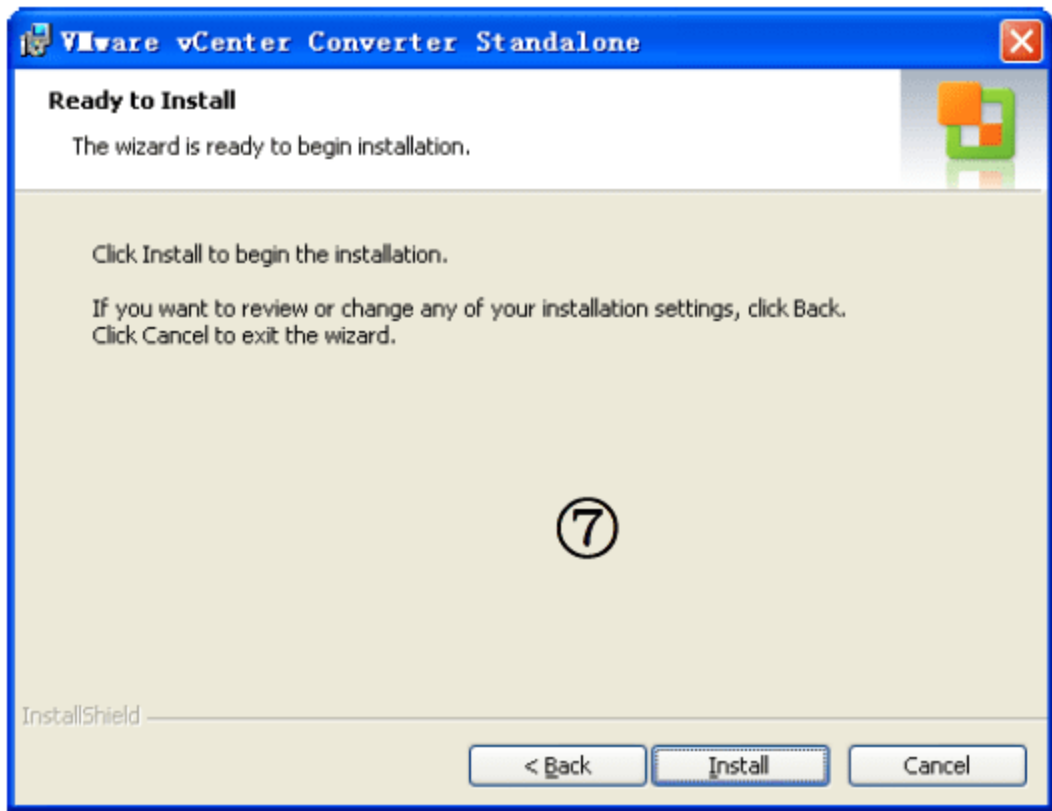 VMware vCenter Converter Standalone
Ready to Install
The wizard is ready to begin installation.
Click Install to begin the installation.
If you want to review or change any of your installation settings, click Back.
Click Cancel to exit the wizard.
⑦
InstallShield
< Back
Install
Cancel